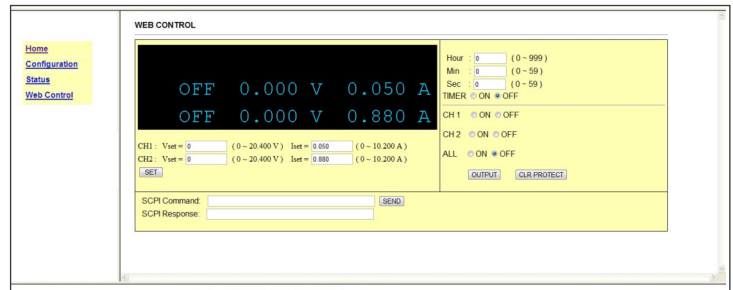 WEB CONTROL
Home
Configuration
Status
Web Control
OFF 0.000 V 0.050 A
OFF 0.000 V 0.880 A
CH1 : Vset = 0 ( 0 ~ 20.400 V ) Iset = 0.050 ( 0 ~ 10.200 A )
CH2 : Vset = 0 ( 0 ~ 20.400 V ) Iset = 0.880 ( 0 ~ 10.200 A )
SET
Hour : 0 ( 0 ~ 999 )
Min : 0 ( 0 ~ 59 )
Sec : 0 ( 0 ~ 59 )
TIMER ON OFF
CH 1 ON OFF
CH 2 ON OFF
ALL ON OFF
OUTPUT CLR PROTECT
SCPI Command: SEND
SCPI Response: